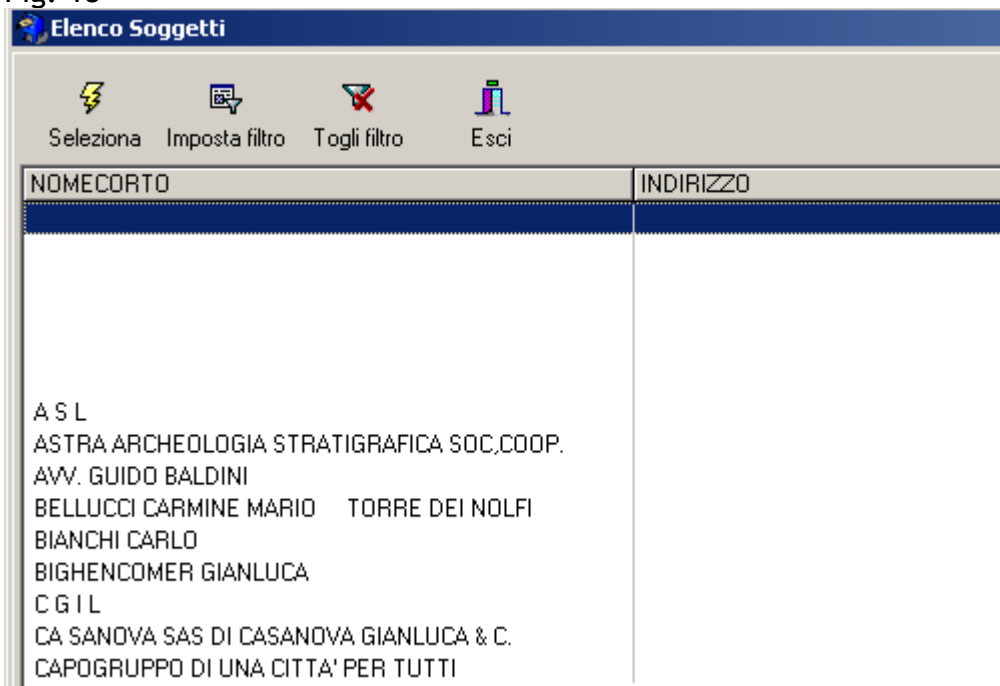 Elenco Soggetti
Seleziona Imposta filtro Togli filtro Esci
NOMECORTO INDIRIZZO
A S L
ASTRA ARCHEOLOGIA STRATIGRAFICA SOC,COOP.
AVV. GUIDO BALDINI
BELLUCCI CARMINE MARIO TORRE DEI NOLFI
BIANCHI CARLO
BIGHENCOMER GIANLUCA
C G I L
CA SANOVA SAS DI CASANOVA GIANLUCA & C.
CAPOGRUPPO DI UNA CITTA' PER TUTTI